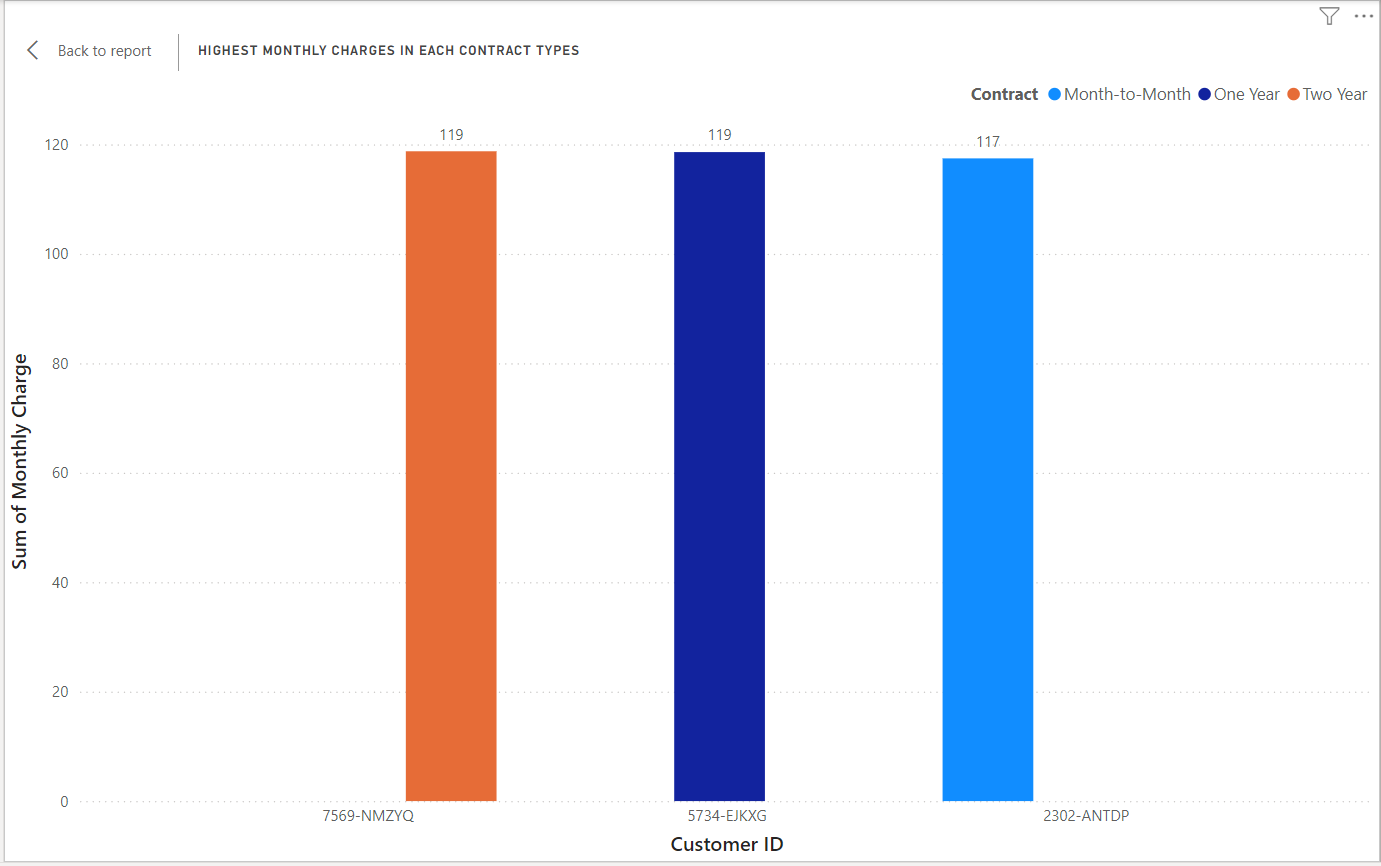 Back to report
HIGHEST MONTHLY CHARGES IN EACH CONTRACT TYPES
Contract Month-to-Month One Year Two Year
119 119 117
120
100
80
60
40
20
0
Sum of Monthly Charge
7569-NMZYQ 5734-EJKXG 2302-ANTDP
Customer ID